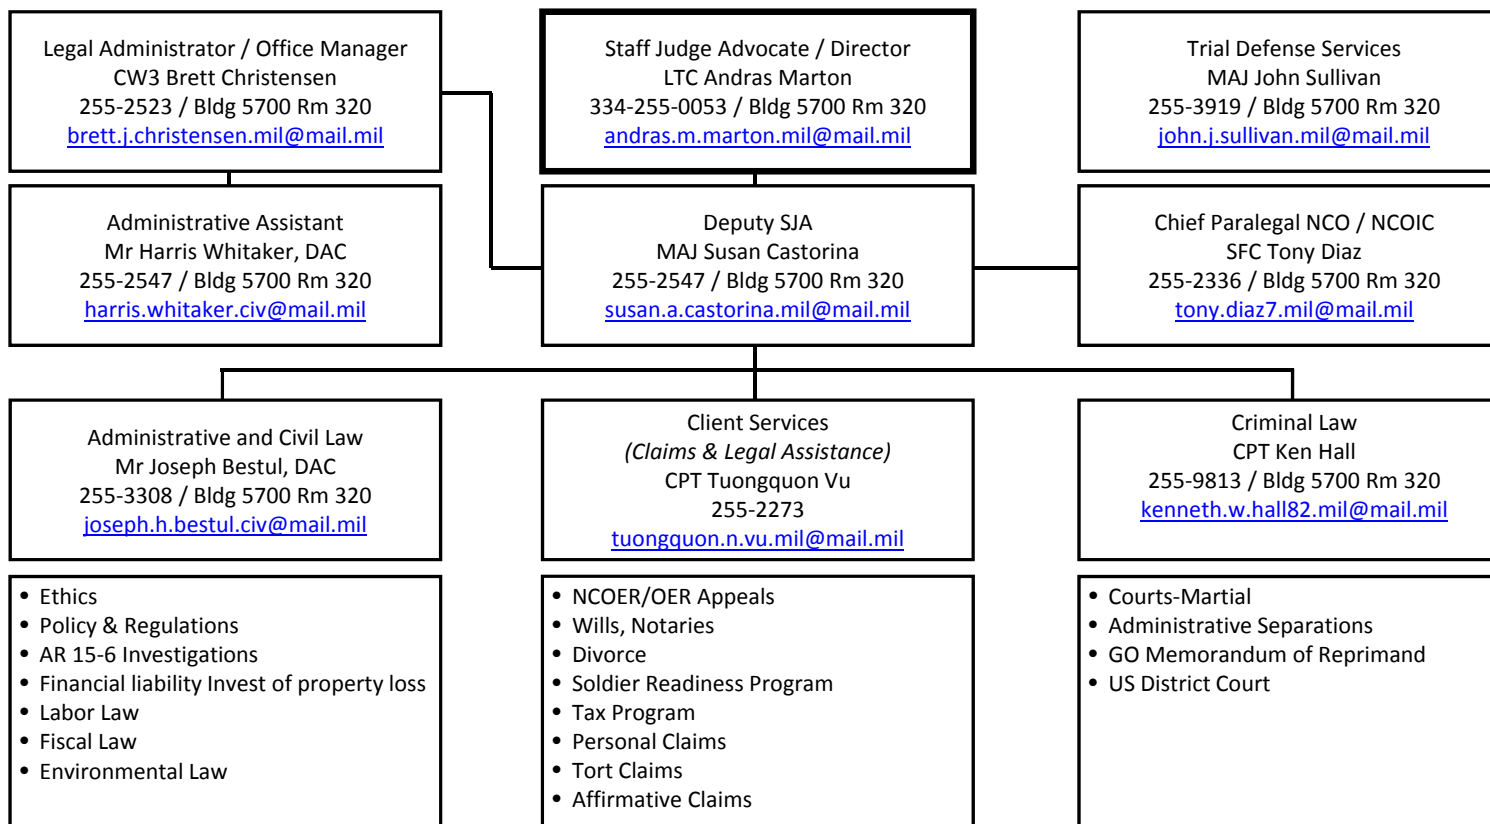 Legal Administrator / Office Manager
CW3 Brett Christensen
255-2523 / Bldg 5700 Rm 320
brett.j.christensen.mil@mail.mil
Staff Judge Advocate / Director
LTC Andras Marton
334-255-0053 / Bldg 5700 Rm 320
andras.m.marton.mil@mail.mil
Trial Defense Services
MAJ John Sullivan
255-3919 / Bldg 5700 Rm 320
john.j.sullivan.mil@mail.mil
Administrative Assistant
Mr Harris Whitaker, DAC
255-2547 / Bldg 5700 Rm 320
harris.whitaker.civ@mail.mil
Deputy SJA
MAJ Susan Castorina
255-2547 / Bldg 5700 Rm 320
susan.a.castorina.mil@mail.mil
Chief Paralegal NCO / NCOIC
SFC Tony Diaz
255-2336 / Bldg 5700 Rm 320
tony.diaz7.mil@mail.mil
Administrative and Civil Law
Mr Joseph Bestul, DAC
255-3308 / Bldg 5700 Rm 320
joseph.h.bestul.civ@mail.mil
Client Services
(Claims & Legal Assistance)
CPT Tuongquon Vu
255-2273
tuongquon.n.vu.mil@mail.mil
Criminal Law
CPT Ken Hall
255-9813 / Bldg 5700 Rm 320
kenneth.w.hall82.mil@mail.mil
• Ethics
• Policy & Regulations
• AR 15-6 Investigations
• Financial liability Invest of property loss
• Labor Law
• Fiscal Law
• Environmental Law
• NCOER/OER Appeals
• Wills, Notaries
• Divorce
• Soldier Readiness Program
• Tax Program
• Personal Claims
• Tort Claims
• Affirmative Claims
• Courts-Martial
• Administrative Separations
• GO Memorandum of Reprimand
• US District Court